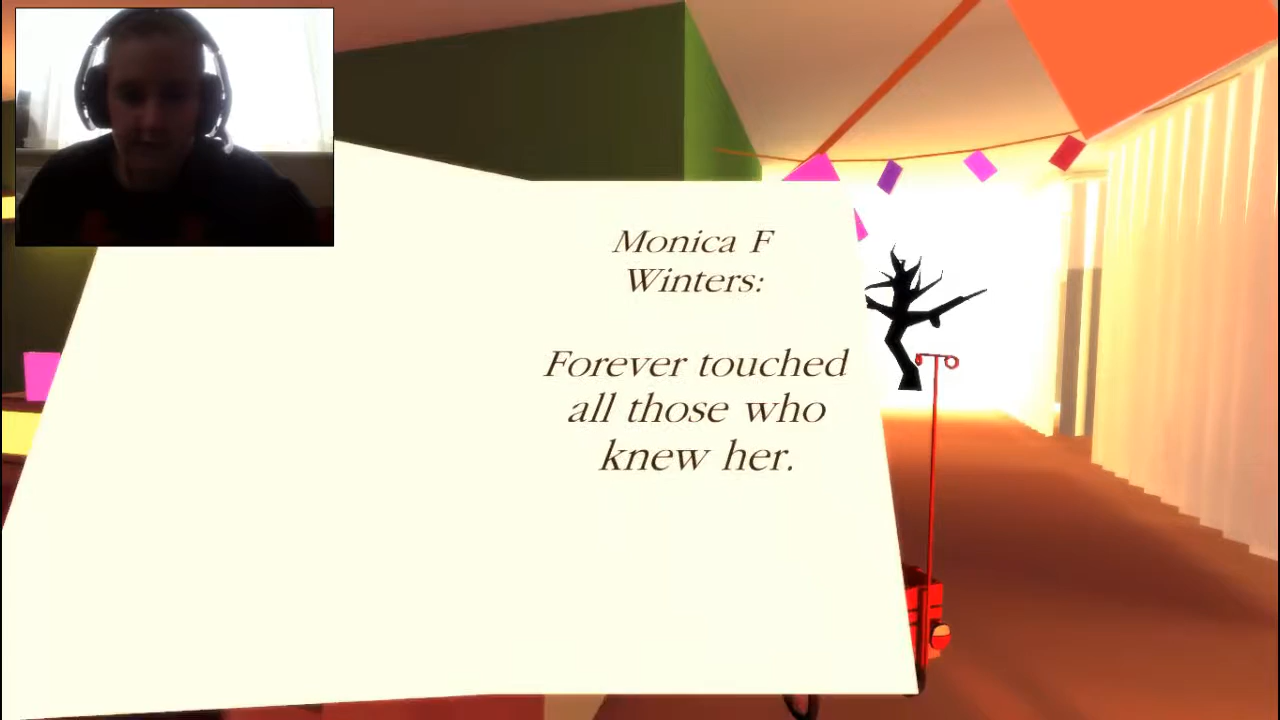 Monica F
Winters:
Forever touched
all those who
knew her.